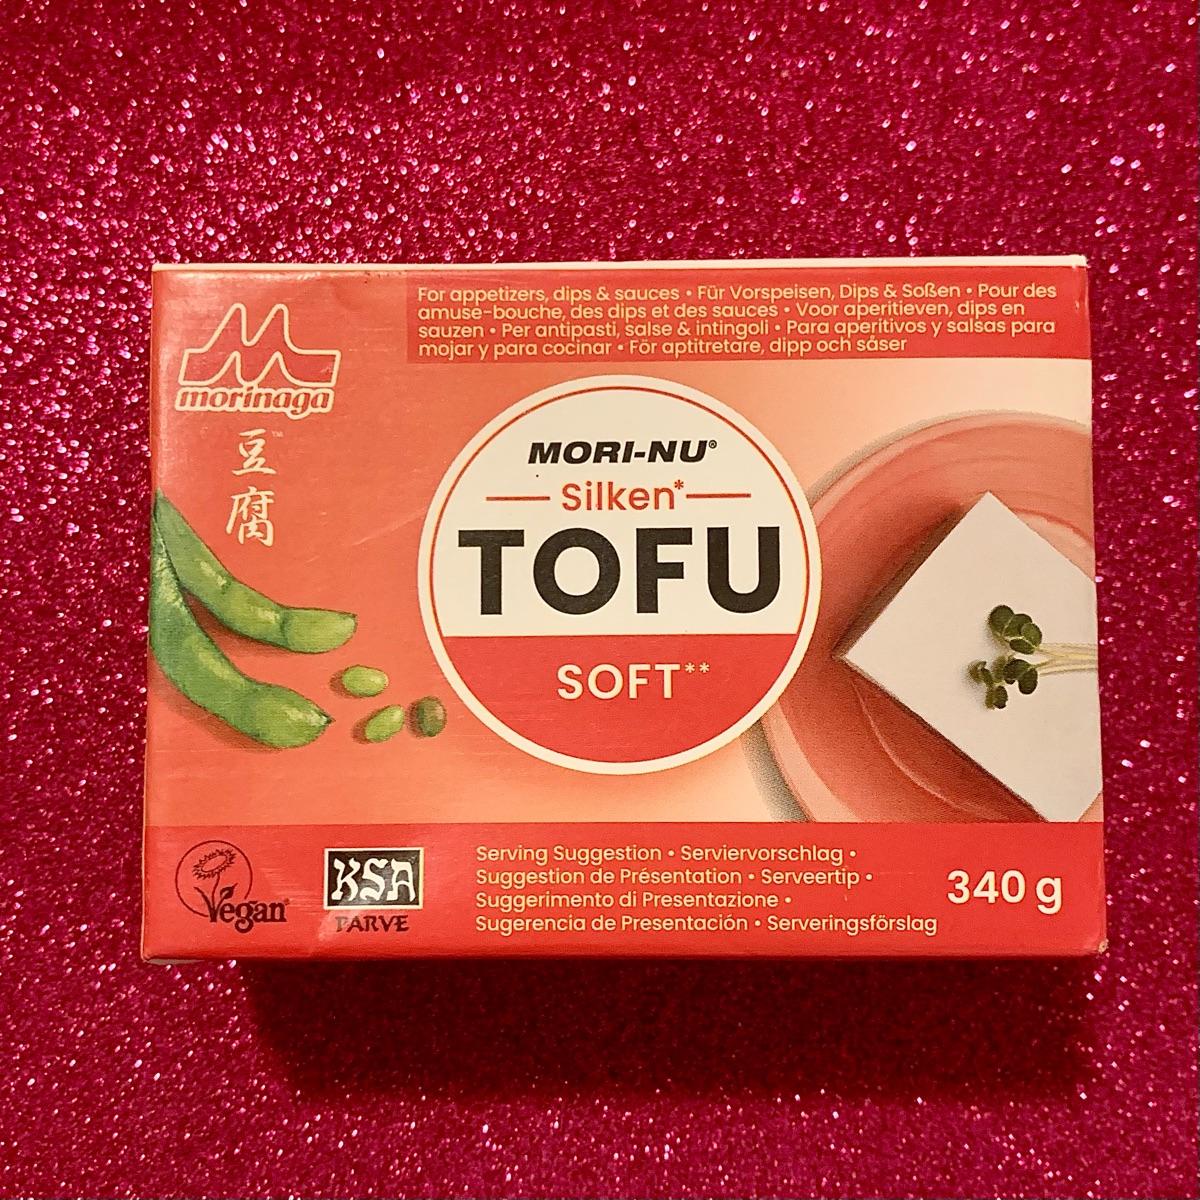 For appetizers, dips & sauces • Für Vorspeisen, Dips & Soßen • Pour des
amuse-bouche, des dips et des sauces • Voor aperitieven, dips en
sauzen • Per antipasti, salse & intingoli • Para aperitivos y salsas para
mojar y para cocinar • För aptitretare, dipp och såser
morinaga™
豆
腐
MORI-NU®
Silken*
TOFU
SOFT**
Vegan
KSA
PARVE
Serving Suggestion • Serviervorschlag •
Suggestion de Présentation • Serveertip •
Suggerimento di Presentazione •
Sugerencia de Presentación • Serveringsförslag
340 g